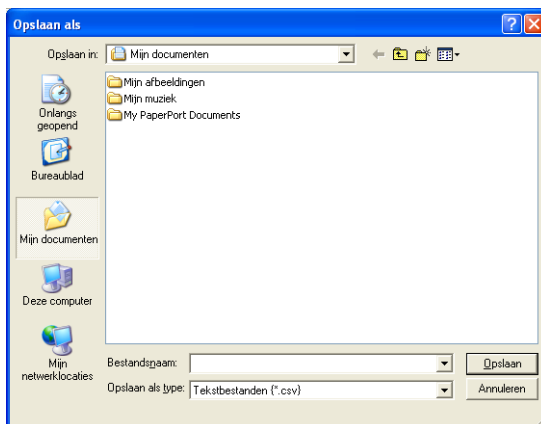 Opslaan als
Opslaan in:
Mijn documenten
Onlangs
geopend
Bureaublad
Mijn documenten
Deze computer
Mijn
netwerklocaties
Mijn afbeeldingen
Mijn muziek
My PaperPort Documents
Bestandsnaam:
Opslaan
Opslaan als type:
Tekstbestanden {*.csv}
Annuleren